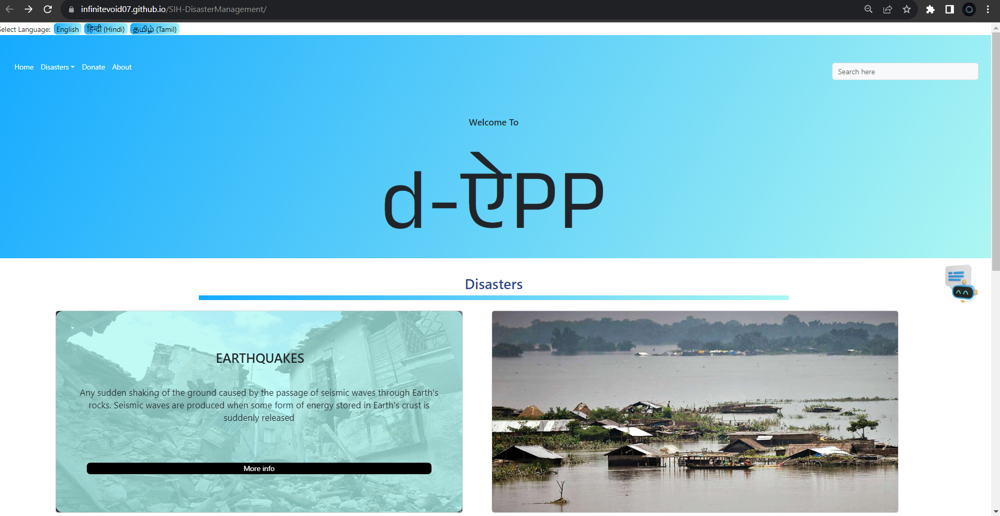 infinitevoid07.github.io/SIH-DisasterManagement/
Select Language: English हिन्दी (Hindi) தமிழ் (Tamil)
Home Disasters Donate About
Search here
Welcome To
d-ऐPP
Disasters
EARTHQUAKES
Any sudden shaking of the ground caused by the passage of seismic waves through Earth's
rocks. Seismic waves are produced when some form of energy stored in Earth's crust is
suddenly released
More info